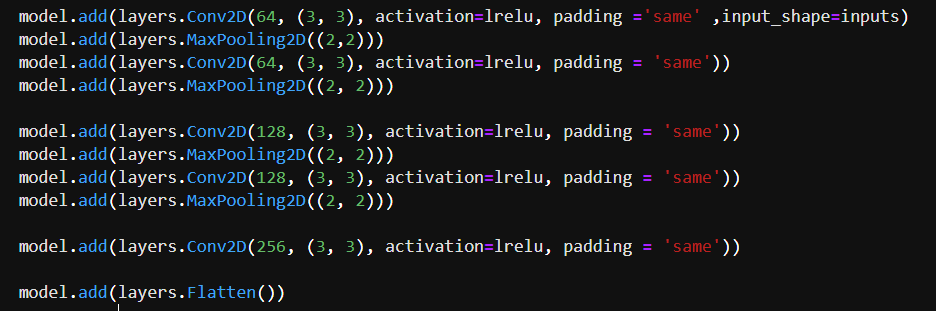 model.add(layers.Conv2D(64, (3, 3), activation=lrelu, padding ='same' ,input_shape=inputs)
model.add(layers.MaxPooling2D((2,2)))
model.add(layers.Conv2D(64, (3, 3), activation=lrelu, padding = 'same'))
model.add(layers.MaxPooling2D((2, 2)))
model.add(layers.Conv2D(128, (3, 3), activation=lrelu, padding = 'same'))
model.add(layers.MaxPooling2D((2, 2)))
model.add(layers.Conv2D(128, (3, 3), activation=lrelu, padding = 'same'))
model.add(layers.MaxPooling2D((2, 2)))
model.add(layers.Conv2D(256, (3, 3), activation=lrelu, padding = 'same'))
model.add(layers.Flatten())